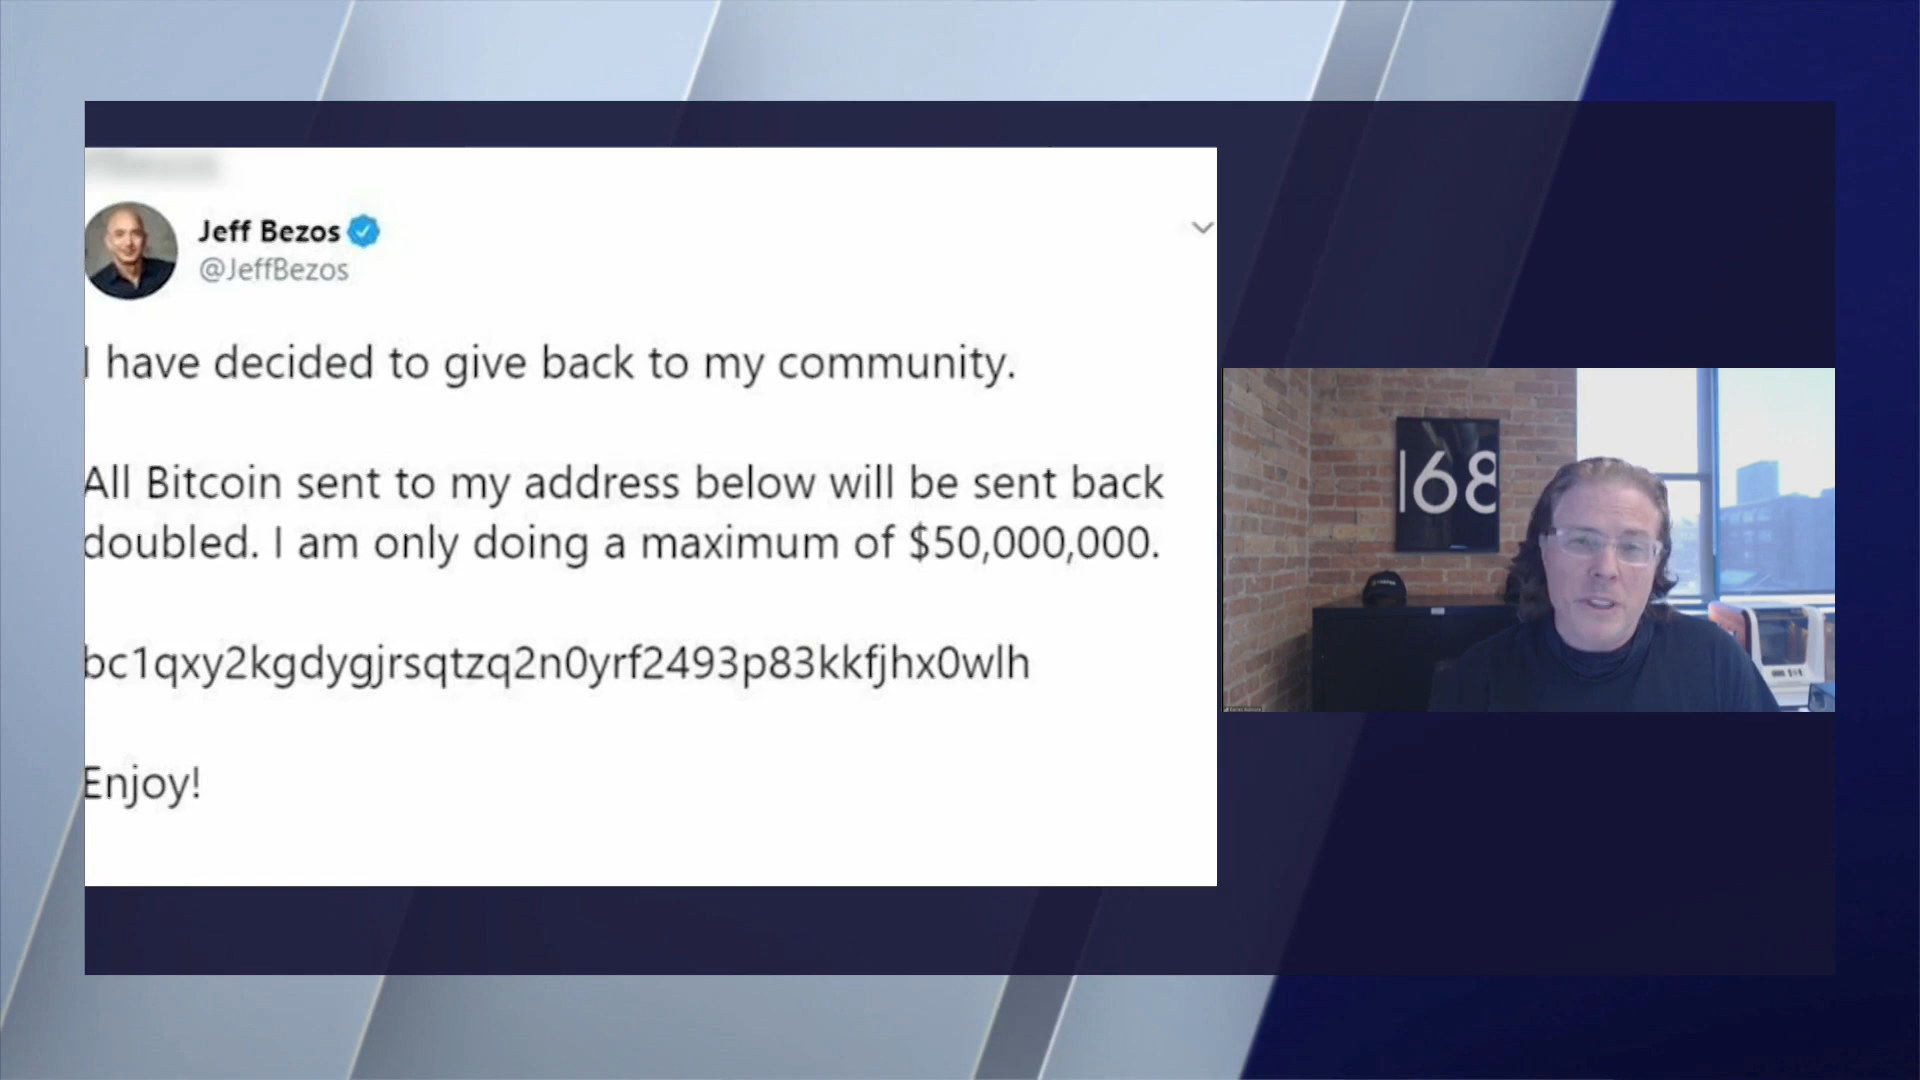 Jeff Bezos
@JeffBezos
I have decided to give back to my community.
All Bitcoin sent to my address below will be sent back
doubled. I am only doing a maximum of $50,000,000.
bc1qxy2kgdygjrsqtzq2n0yrf2493p83kkfjhx0wlh
Enjoy!
168